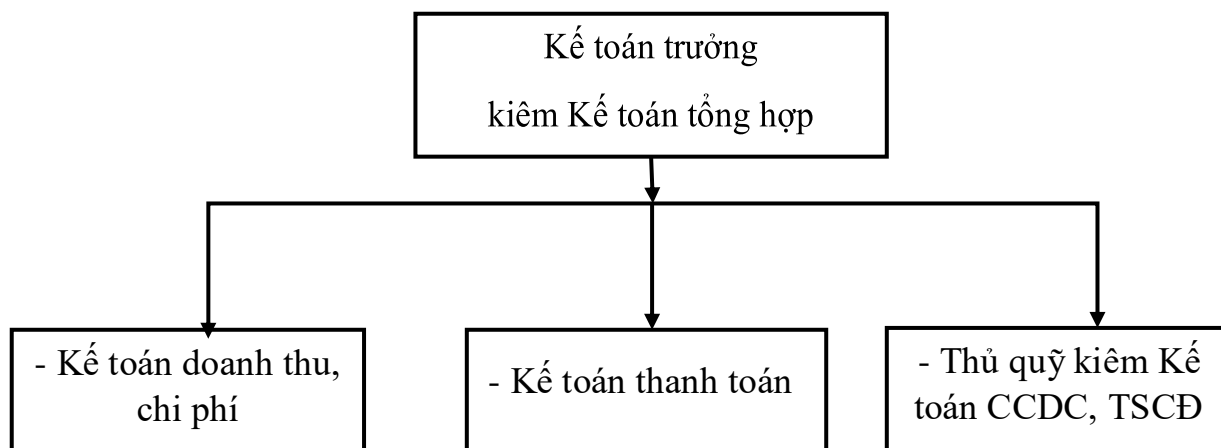 Kế toán trưởng
kiêm Kế toán tổng hợp
- Kế toán doanh thu,
chi phí
- Kế toán thanh toán
- Thủ quỹ kiêm Kế
toán CCDC, TSCĐ